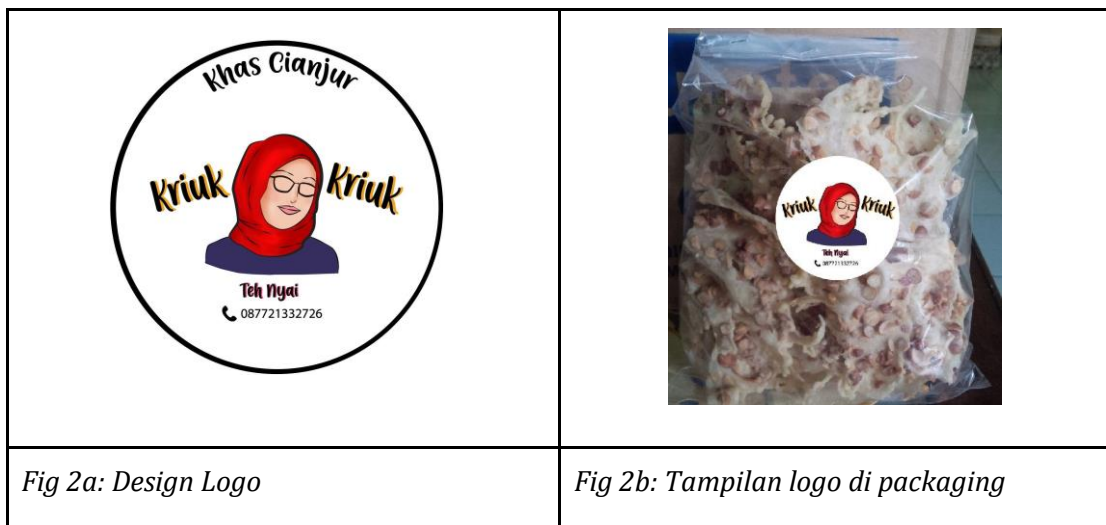 Khas Cianjur
Kriuk Kriuk
Teh Nyai
087721332726
Kriuk Kriuk
Teh Nyai
087721332726
Fig 2a: Design Logo
Fig 2b: Tampilan logo di packaging